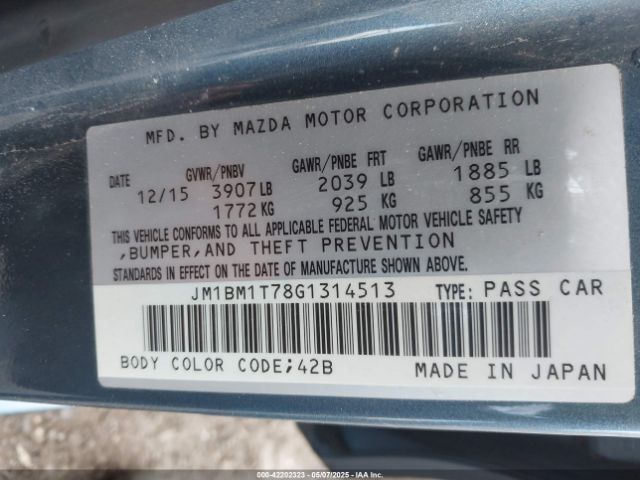 MFD. BY MAZDA MOTOR CORPORATION
DATE GVWR/PNBV GAWR/PNBE FRT GAWR/PNBE RR
12/15 3907 LB 2039 LB 1885 LB
1772 KG 925 KG 855 KG
THIS VEHICLE CONFORMS TO ALL APPLICABLE FEDERAL MOTOR VEHICLE SAFETY
,BUMPER,AND THEFT PREVENTION
STANDARDS IN EFFECT ON THE DATE OF MANUFACTURE SHOWN ABOVE.
JM1BM1T78G1314513 TYPE: PASS CAR
BODY COLOR CODE;42B MADE IN JAPAN
000-42202323 - 05/07/2025 - IAAI.COM